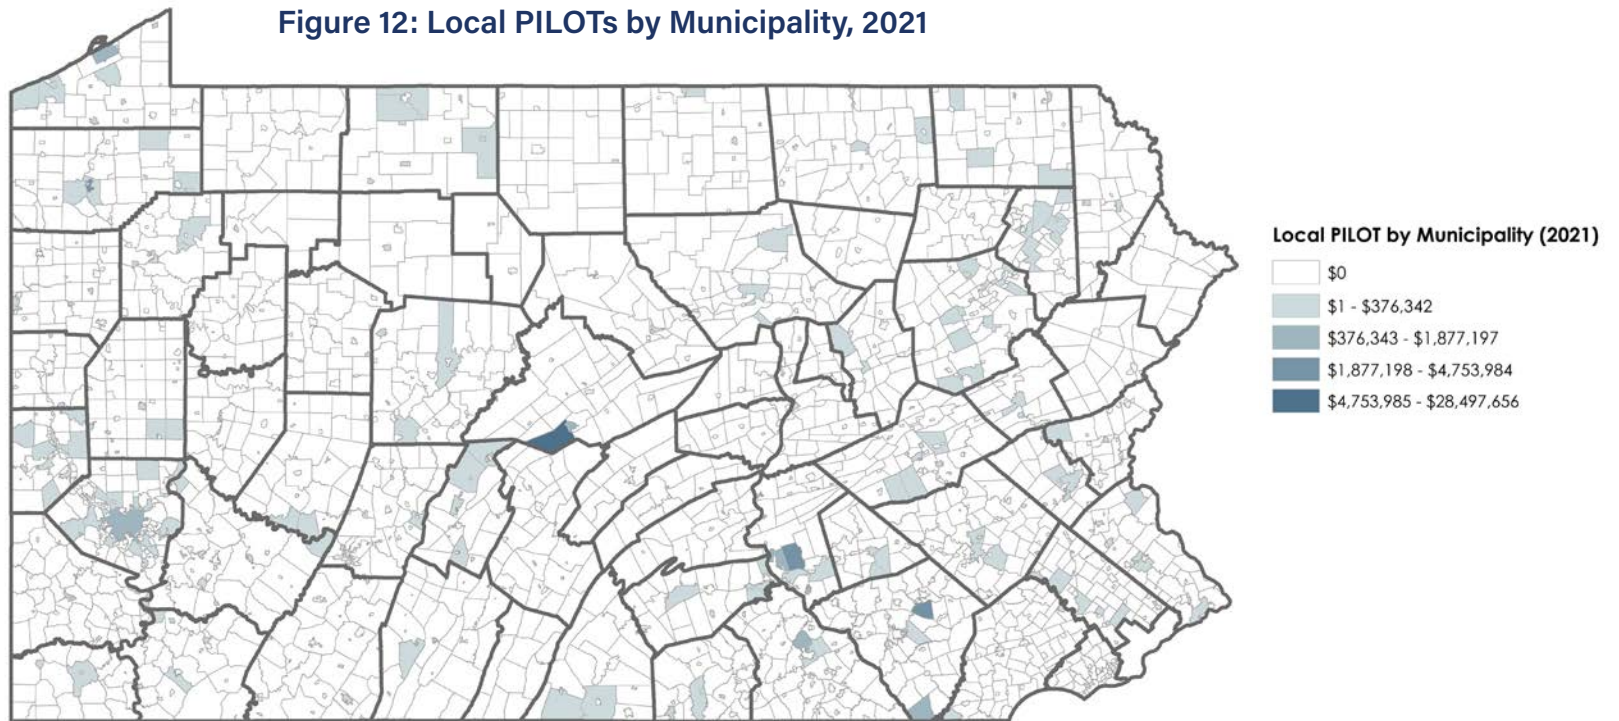 Figure 12: Local PILOTs by Municipality, 2021
Local PILOT by Municipality (2021)
$0
$1 - $376,342
$376,343 - $1,877,197
$1,877,198 - $4,753,984
$4,753,985 - $28,497,656